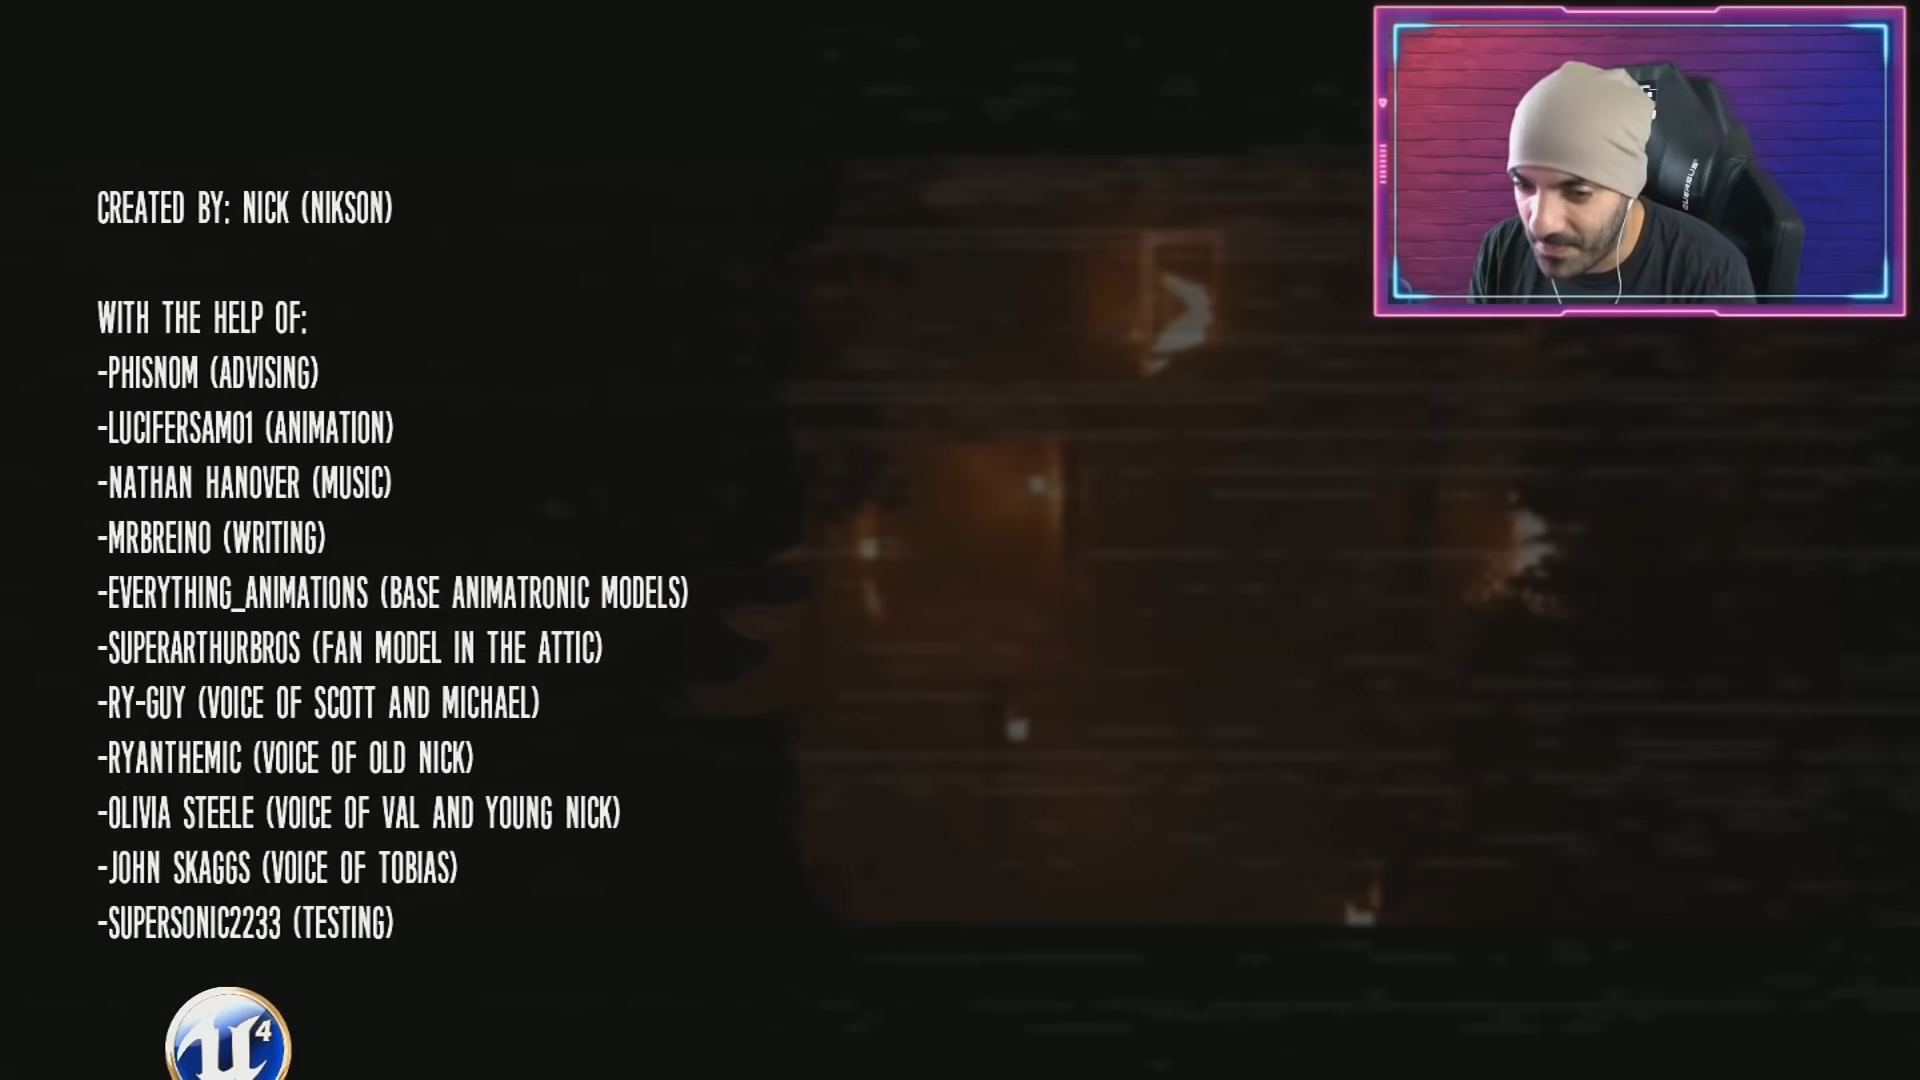 CREATED BY: NICK (NIKSON)
WITH THE HELP OF:
-PHISNOM (ADVISING)
-LUCIFERSAM01 (ANIMATION)
-NATHAN HANOVER (MUSIC)
-MRBREINO (WRITING)
-EVERYTHING_ANIMATIONS (BASE ANIMATRONIC MODELS)
-SUPERARTHURBROS (FAN MODEL IN THE ATTIC)
-RY-GUY (VOICE OF SCOTT AND MICHAEL)
-RYANTHEMIC (VOICE OF OLD NICK)
-OLIVIA STEELE (VOICE OF VAL AND YOUNG NICK)
-JOHN SKAGGS (VOICE OF TOBIAS)
-SUPERSONIC2233 (TESTING)
U4